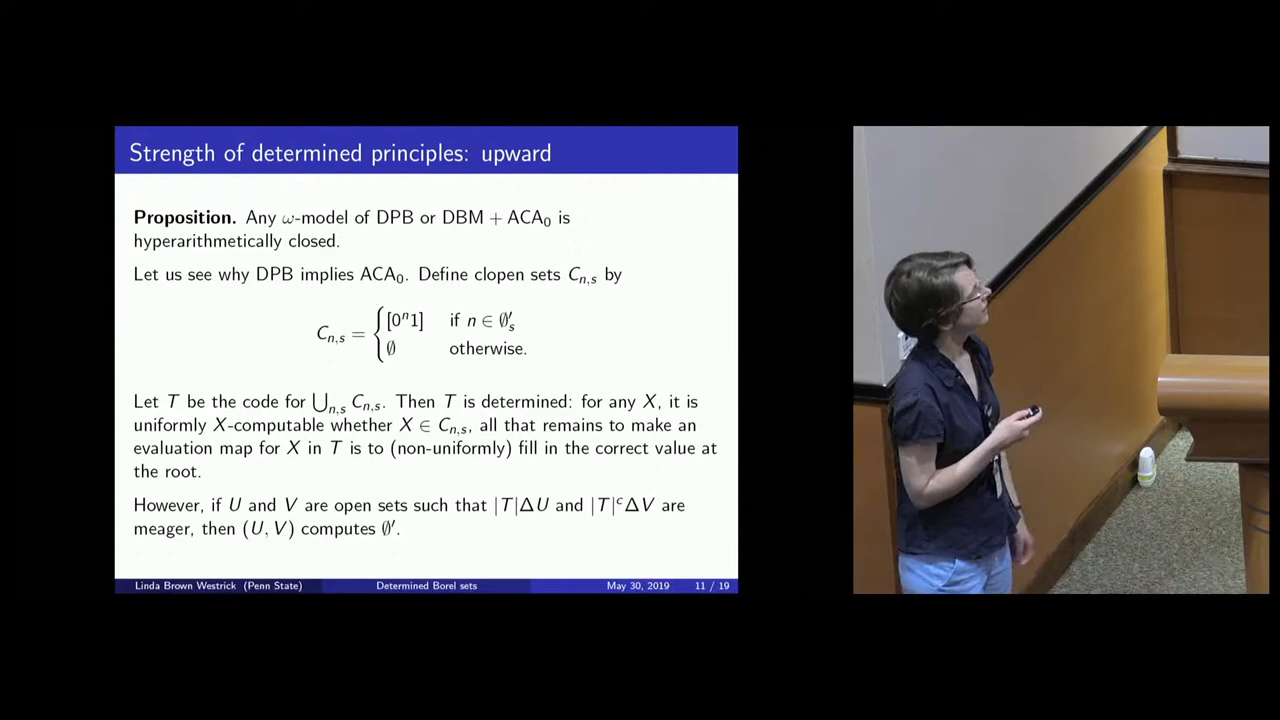 Strength of determined principles: upward
Proposition. Any ω-model of DPB or DBM + ACA₀ is
hyperarithmetically closed.
Let us see why DPB implies ACA₀. Define clopen sets Cₙ,ₛ by
Cₙ,ₛ = { [0ⁿ1] if n ∈ ∅′ₛ
∅ otherwise.
Let T be the code for ⋃ₙ,ₛ Cₙ,ₛ. Then T is determined: for any X, it is
uniformly X-computable whether X ∈ Cₙ,ₛ, all that remains to make an
evaluation map for X in T is to (non-uniformly) fill in the correct value at
the root.
However, if U and V are open sets such that |T|ΔU and |T|ᶜΔV are
meager, then (U, V) computes ∅′.
Linda Brown Westrick (Penn State) Determined Borel sets May 30, 2019 11 / 19